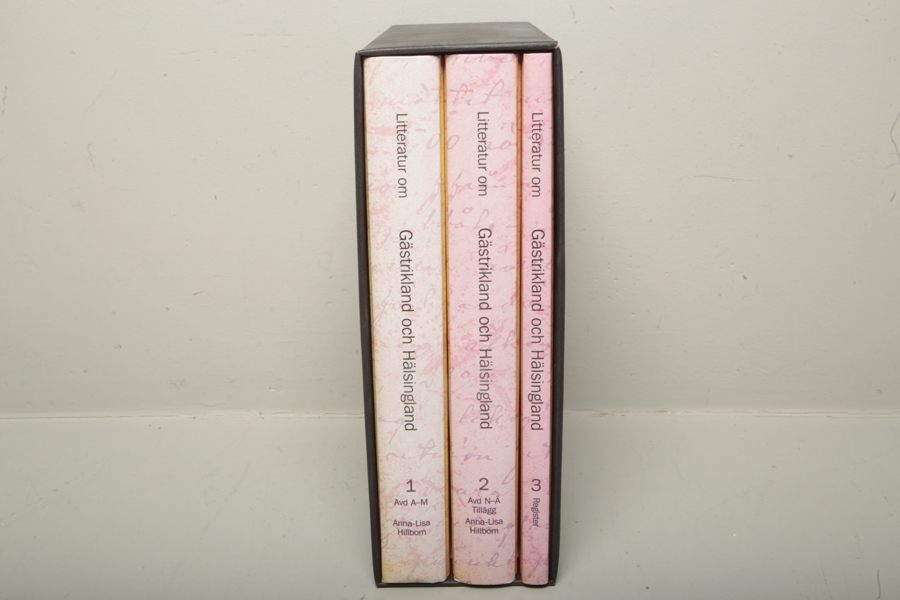 Litteratur om Gästrikland och Hälsingland
1
Avd A–M
Anna-Lisa
Hillbom
Litteratur om Gästrikland och Hälsingland
2
Avd N–Ä
Tillägg
Anna-Lisa
Hillbom
Litteratur om Gästrikland och Hälsingland
3
Register